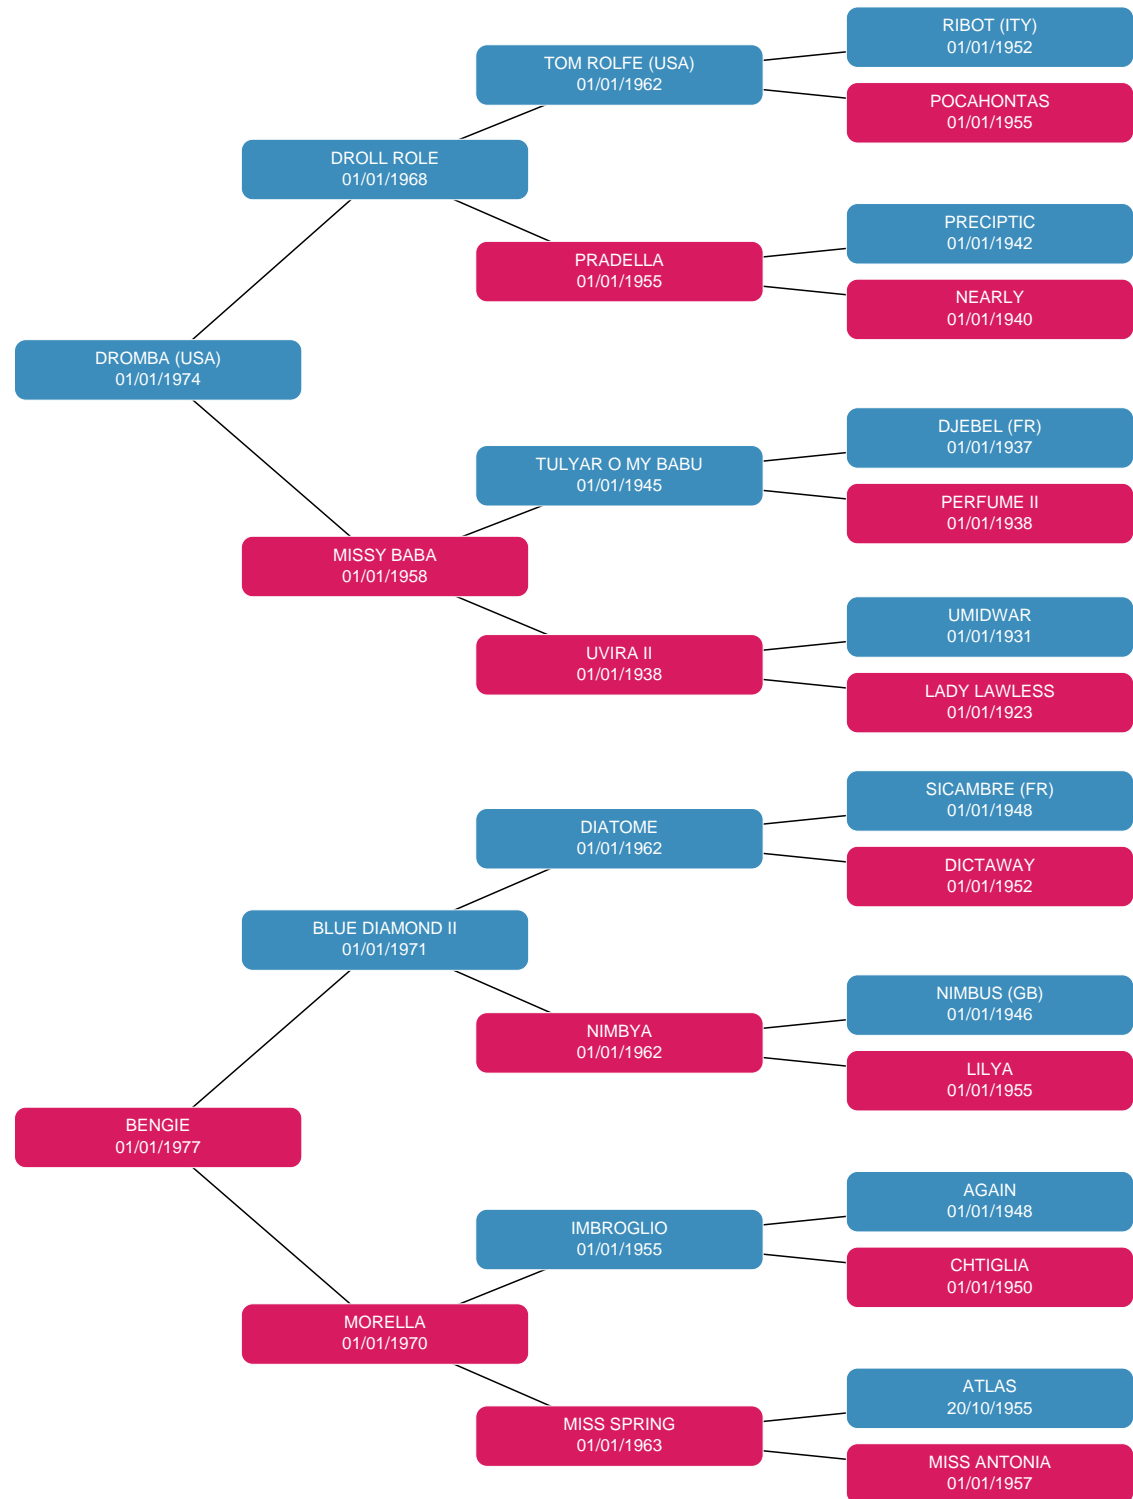 RIBOT (ITY)
01/01/1952
TOM ROLFE (USA)
01/01/1962
POCAHONTAS
01/01/1955
DROLL ROLE
01/01/1968
PRECIPTIC
01/01/1942
PRADELLA
01/01/1955
NEARLY
01/01/1940
DROMBA (USA)
01/01/1974
DJEBEL (FR)
01/01/1937
TULYAR O MY BABU
01/01/1945
PERFUME II
01/01/1938
MISSY BABA
01/01/1958
UMIDWAR
01/01/1931
UVIRA II
01/01/1938
LADY LAWLESS
01/01/1923
SICAMBRE (FR)
01/01/1948
DIATOME
01/01/1962
DICTAWAY
01/01/1952
BLUE DIAMOND II
01/01/1971
NIMBUS (GB)
01/01/1946
NIMBYA
01/01/1962
LILYA
01/01/1955
BENGIE
01/01/1977
AGAIN
01/01/1948
IMBROGLIO
01/01/1955
CHTIGLIA
01/01/1950
MORELLA
01/01/1970
ATLAS
20/10/1955
MISS SPRING
01/01/1963
MISS ANTONIA
01/01/1957